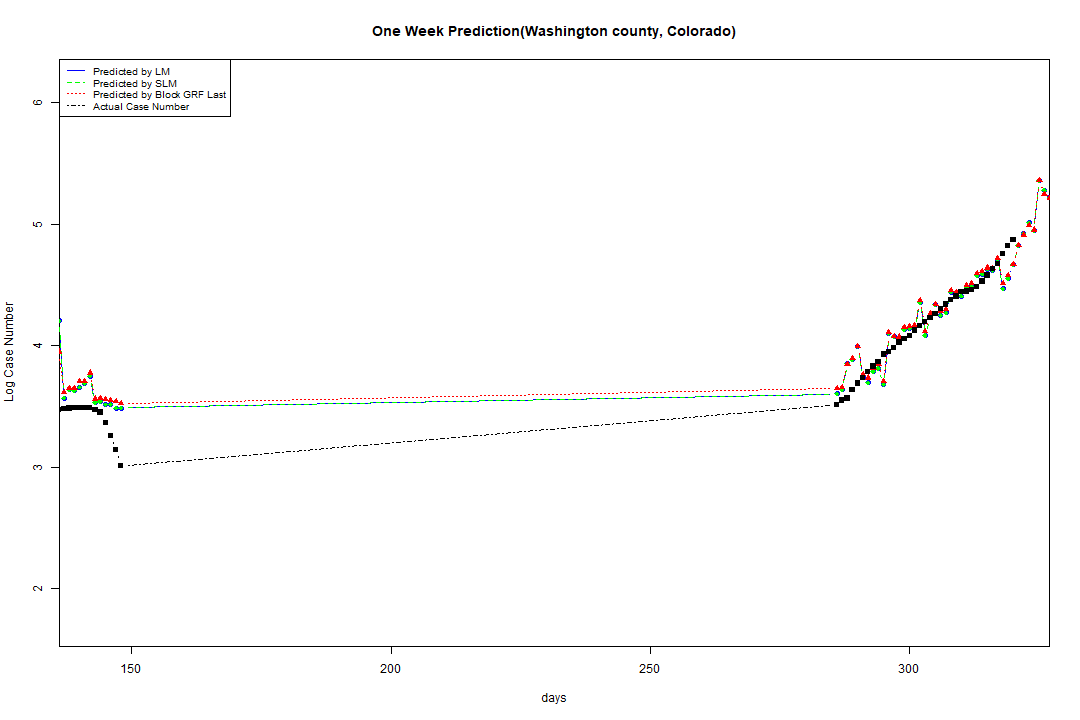 One Week Prediction(Washington county, Colorado)
Predicted by LM
Predicted by SLM
Predicted by Block GRF Last
Actual Case Number
6
5
4
3
2
Log Case Number
150 200 250 300
days